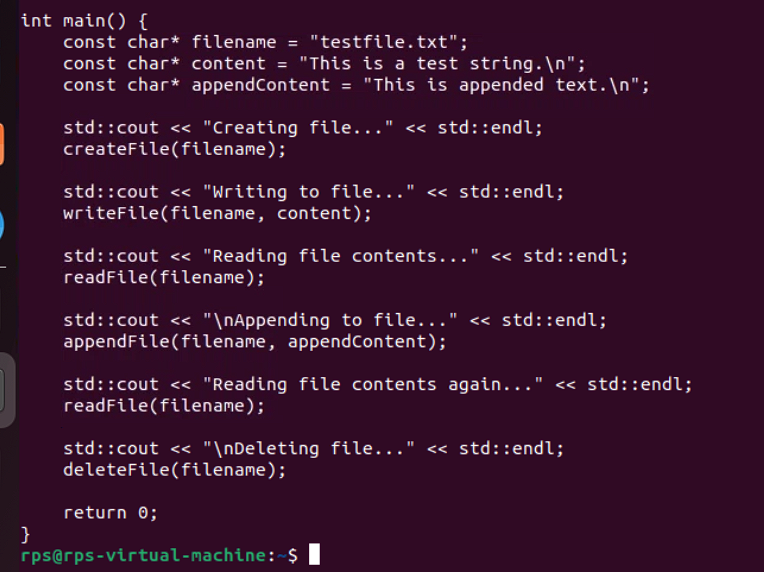 int main() {
    const char* filename = "testfile.txt";
    const char* content = "This is a test string.\n";
    const char* appendContent = "This is appended text.\n";

    std::cout << "Creating file..." << std::endl;
    createFile(filename);

    std::cout << "Writing to file..." << std::endl;
    writeFile(filename, content);

    std::cout << "Reading file contents..." << std::endl;
    readFile(filename);

    std::cout << "\nAppending to file..." << std::endl;
    appendFile(filename, appendContent);

    std::cout << "Reading file contents again..." << std::endl;
    readFile(filename);

    std::cout << "\nDeleting file..." << std::endl;
    deleteFile(filename);

    return 0;
}
rps@rps-virtual-machine:~$